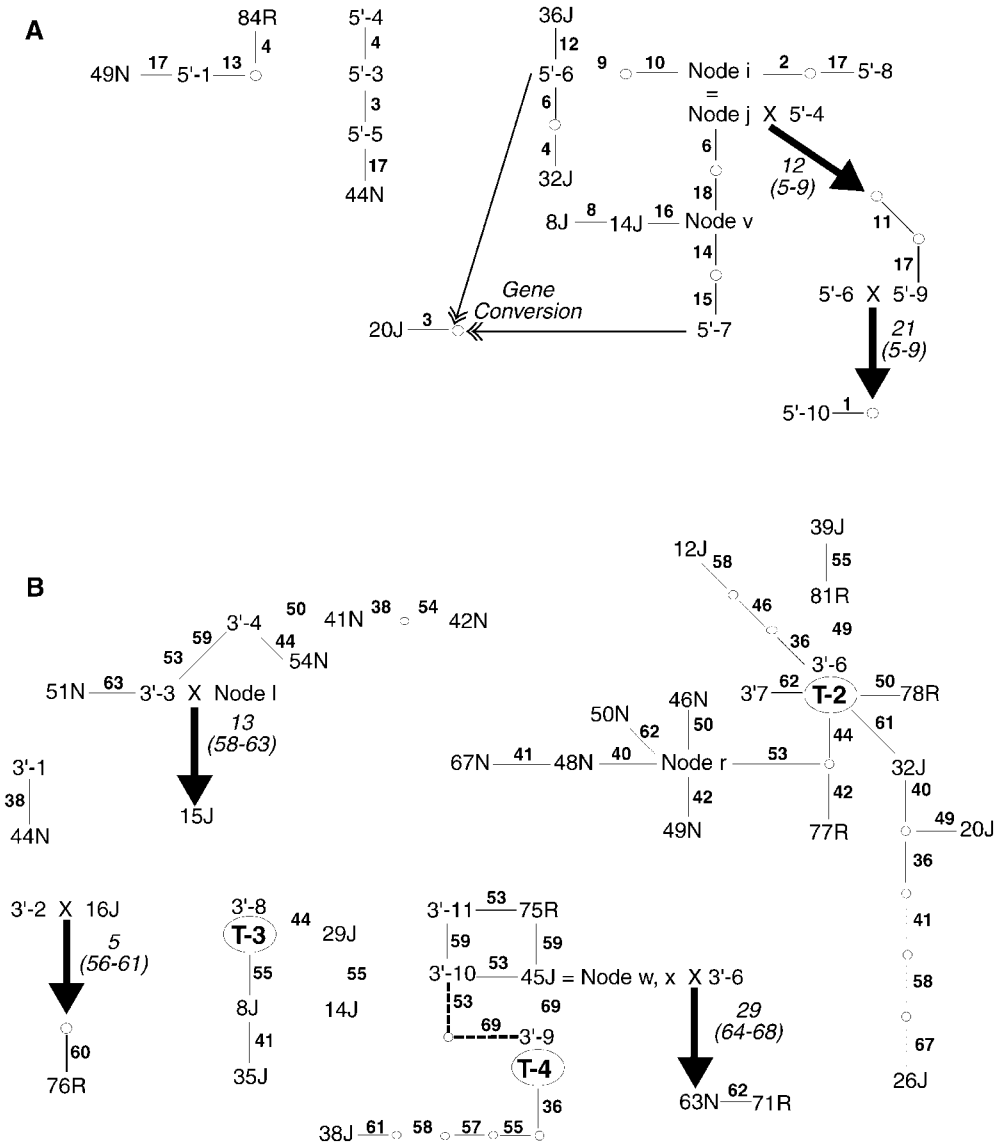 A
84R 5'-4 36J
4 4 12
49N 17 5'-1 13 5'-3 5'-6 9 10 Node i 2 17 5'-8
=
3 6 Node j X 5'-4
5'-5 4 6 12
(5-9)
17 32J 18 11
44N 8J 8 14J 16 Node v
14 17
15 5'-6 X 5'-9
Gene
Conversion
20J 3 5'-7 21
(5-9)
5'-10 1
B
39J
12J 58 55
46 81R
50 41N 38 54 42N 36 49
3'-4
59 44 54N 3'-6
53
51N 63 3'-3 X Node l 3'7 62 T-2 50 78R
13
(58-63)
46N
50N 62 50 44 61
67N 41 48N 40 Node r 53 32J
3'-1
38 42 42 40
44N 15J 49N 77R 49 20J
36
3'-2 X 16J 3'-8 44 3'-11 53 75R
5
(56-61)
T-3 29J 59 59 41
55 55 3'-10 53 45J = Node w, x X 3'-6
8J 14J 53 69 29
(64-68)
58
60 41 69 3'-9
76R 35J T-4 67
36 63N 62 71R 26J
38J 61 58 57 55